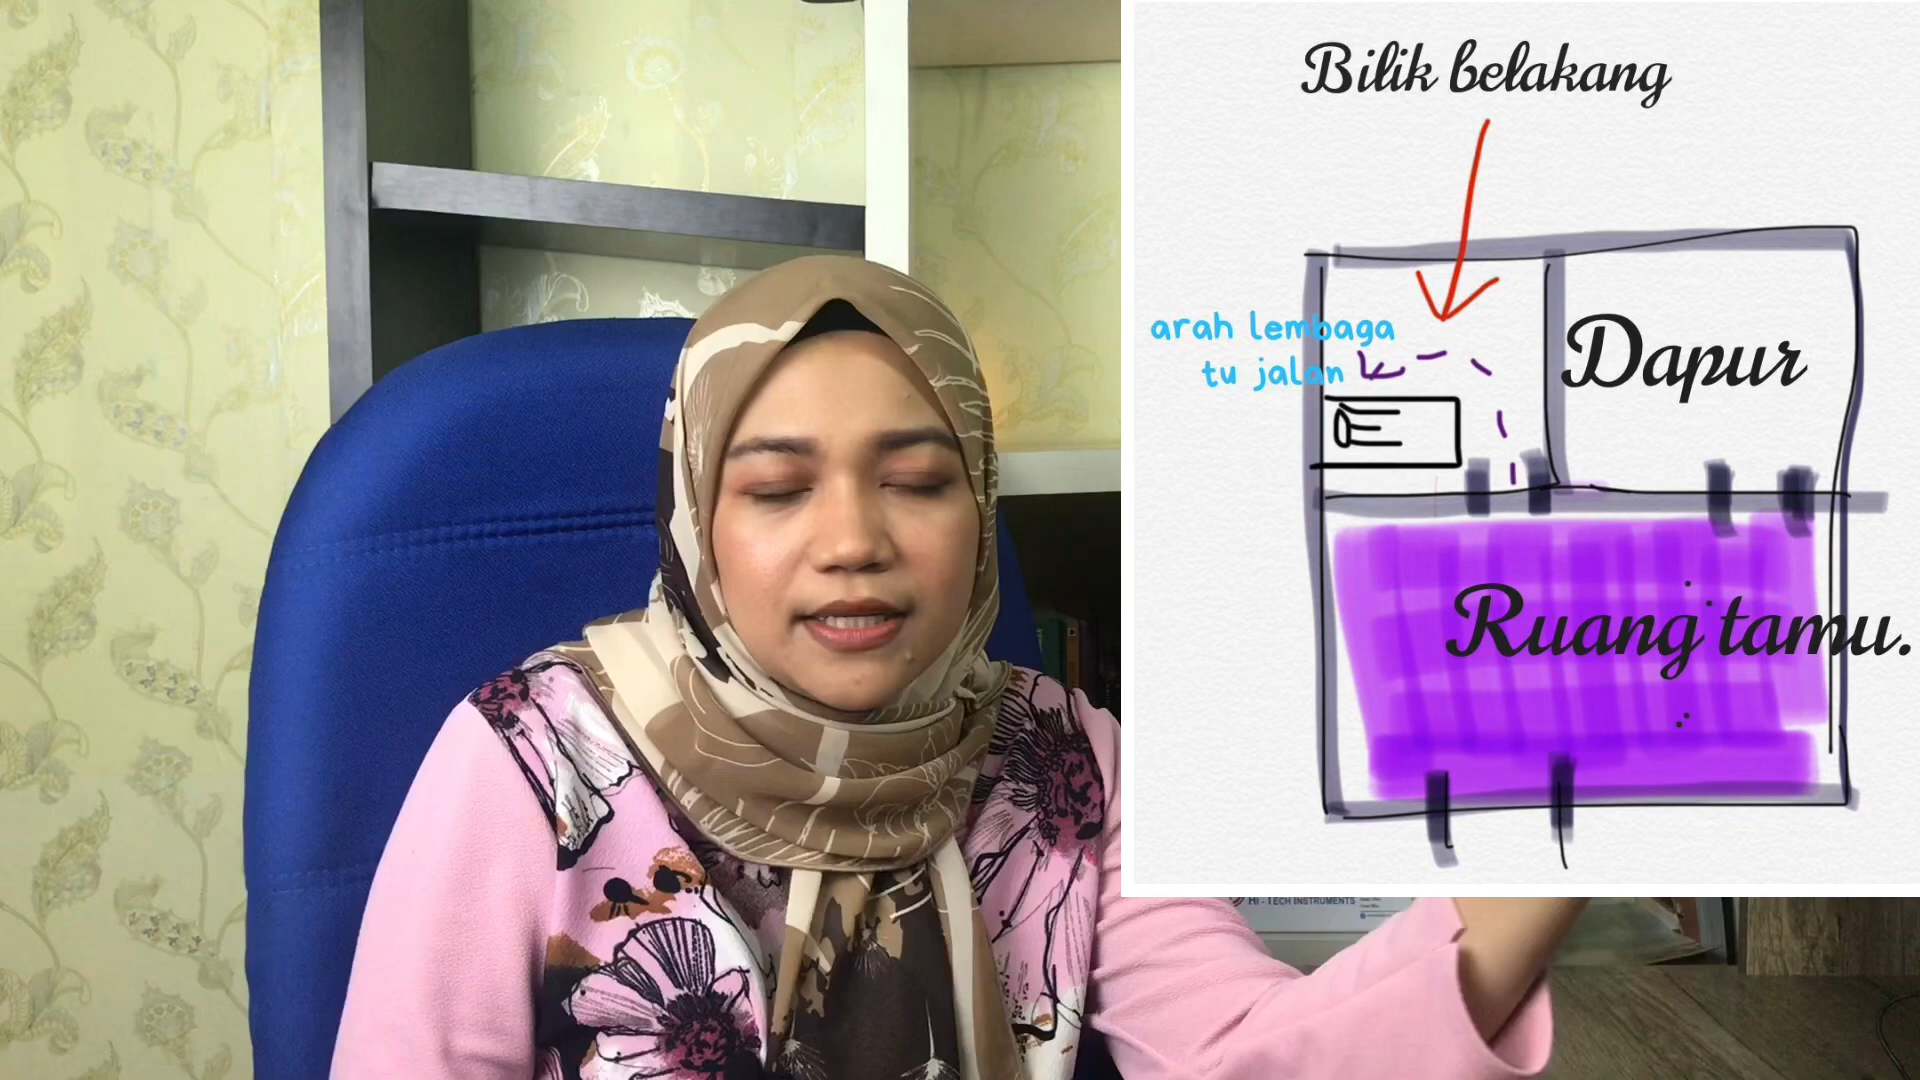 Bilik belakang
arah lembaga
tu jalan
Dapur
Ruang tamu.
HI-TECH INSTRUMENTS